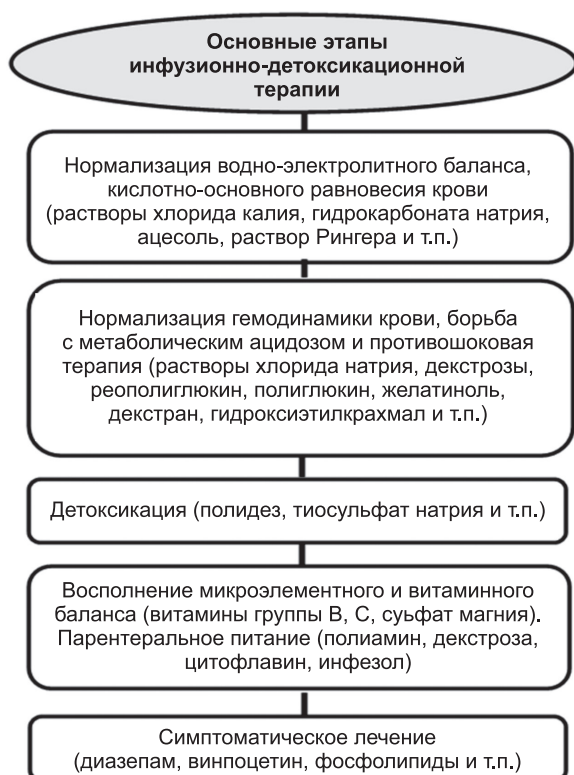 Основные этапы
инфузионно-детоксикационной
терапии
Нормализация водно-электролитного баланса,
кислотно-основного равновесия крови
(растворы хлорида калия, гидрокарбоната натрия,
ацесоль, раствор Рингера и т.п.)
Нормализация гемодинамики крови, борьба
с метаболическим ацидозом и противошоковая
терапия (растворы хлорида натрия, декстрозы,
реополиглюкин, полиглюкин, желатиноль,
декстран, гидроксиэтилкрахмал и т.п.)
Детоксикация (полидез, тиосульфат натрия и т.п.)
Восполнение микроэлементного и витаминного
баланса (витамины группы В, С, суьфат магния).
Парентеральное питание (полиамин, декстроза,
цитофлавин, инфезол)
Симптоматическое лечение
(диазепам, винпоцетин, фосфолипиды и т.п.)